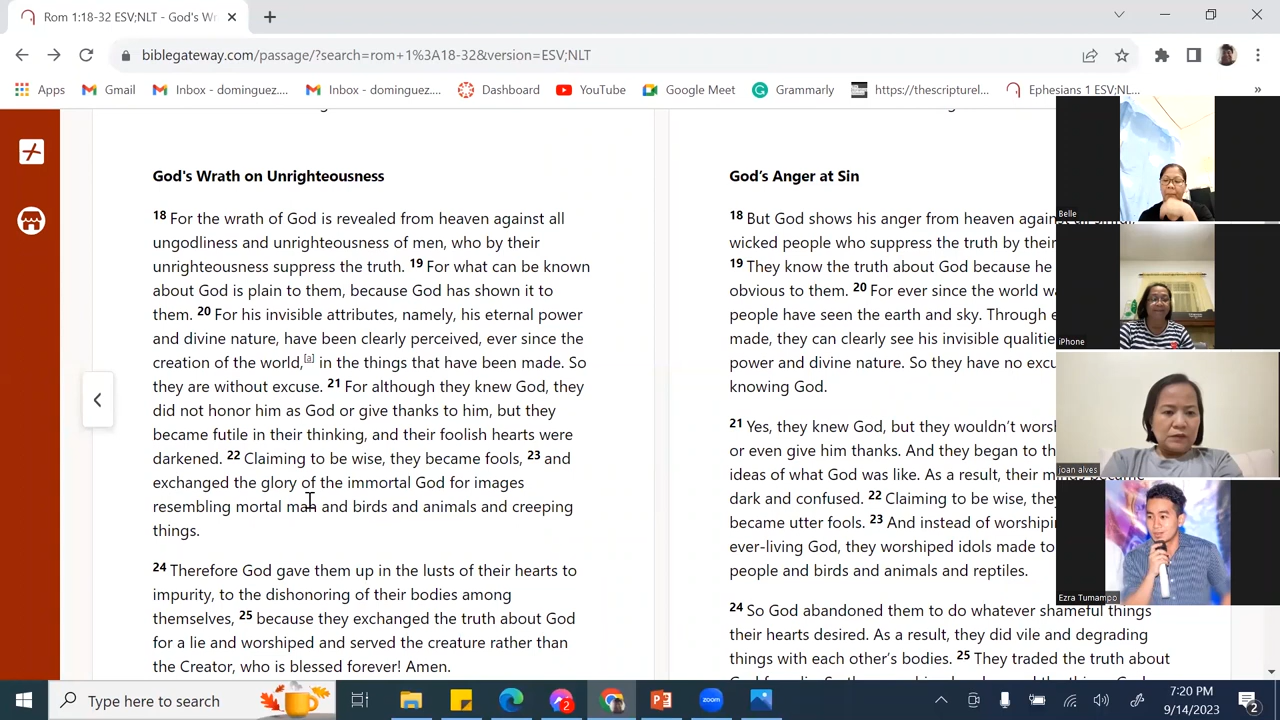 Rom 1:18-32 ESV;NLT - God's Wr
biblegateway.com/passage/?search=rom+1%3A18-32&version=ESV;NLT
Apps Gmail Inbox - dominguez.... Inbox - dominguez.... Dashboard YouTube Google Meet Grammarly https://thescripturel... Ephesians 1 ESV;NL... »
God's Wrath on Unrighteousness
18 For the wrath of God is revealed from heaven against all
ungodliness and unrighteousness of men, who by their
unrighteousness suppress the truth. 19 For what can be known
about God is plain to them, because God has shown it to
them. 20 For his invisible attributes, namely, his eternal power
and divine nature, have been clearly perceived, ever since the
creation of the world,[a] in the things that have been made. So
they are without excuse. 21 For although they knew God, they
did not honor him as God or give thanks to him, but they
became futile in their thinking, and their foolish hearts were
darkened. 22 Claiming to be wise, they became fools, 23 and
exchanged the glory of the immortal God for images
resembling mortal man and birds and animals and creeping
things.
24 Therefore God gave them up in the lusts of their hearts to
impurity, to the dishonoring of their bodies among
themselves, 25 because they exchanged the truth about God
for a lie and worshiped and served the creature rather than
the Creator, who is blessed forever! Amen.
God's Anger at Sin
18 But God shows his anger from heaven
wicked people who suppress the truth by their
19 They know the truth about God because he
obvious to them. 20 For ever since the world
people have seen the earth and sky. Through
made, they can clearly see his invisible
power and divine nature. So they have no
knowing God.
21 Yes, they knew God, but they wouldn't
or even give him thanks. And they began to
ideas of what God was like. As a result, their
dark and confused. 22 Claiming to be wise,
became utter fools. 23 And instead of
ever-living God, they worshiped idols made to
people and birds and animals and reptiles.
24 So God abandoned them to do whatever shameful things
their hearts desired. As a result, they did vile and degrading
things with each other's bodies. 25 They traded the truth about
Belle
iPhone
joan alves
Ezra Tumampo
Type here to search
2
7:20 PM
9/14/2023
2